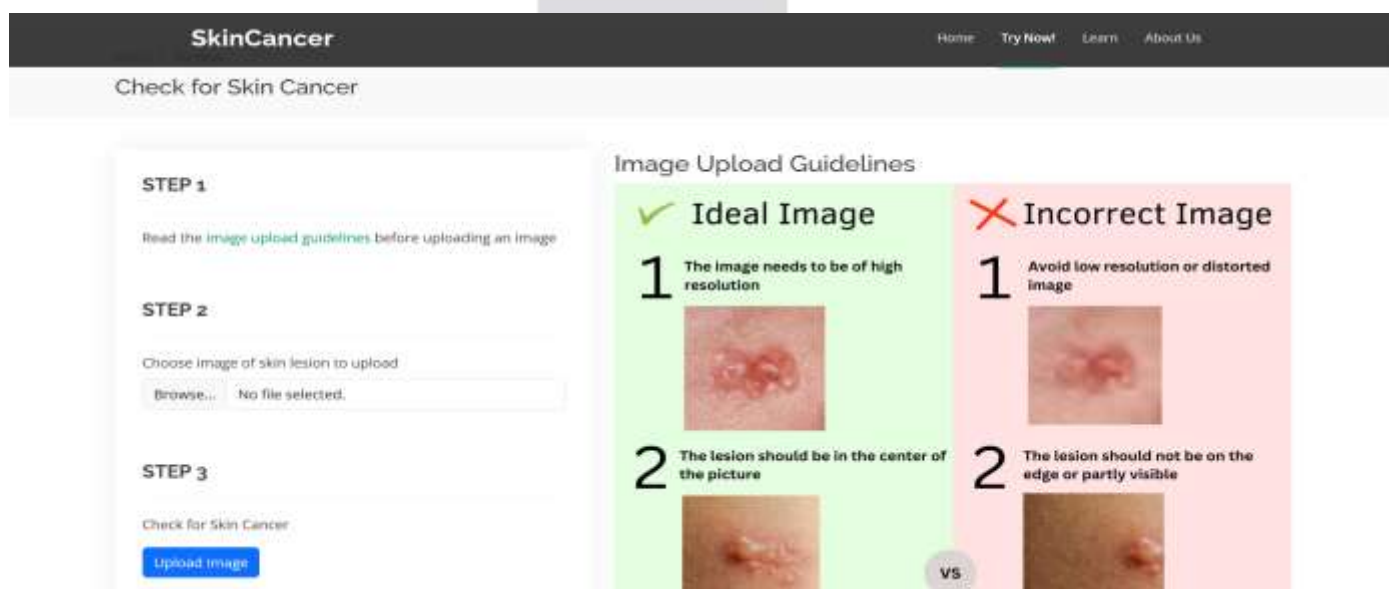 SkinCancer
Home Try Now! Learn About Us
Check for Skin Cancer
STEP 1
Read the image upload guidelines before uploading an image
STEP 2
Choose image of skin lesion to upload
Browse... No file selected.
STEP 3
Check for Skin Cancer
Upload Image
Image Upload Guidelines
Ideal Image
1 The image needs to be of high
resolution
2 The lesion should be in the center of
the picture
VS
Incorrect Image
1 Avoid low resolution or distorted
image
2 The lesion should not be on the
edge or partly visible